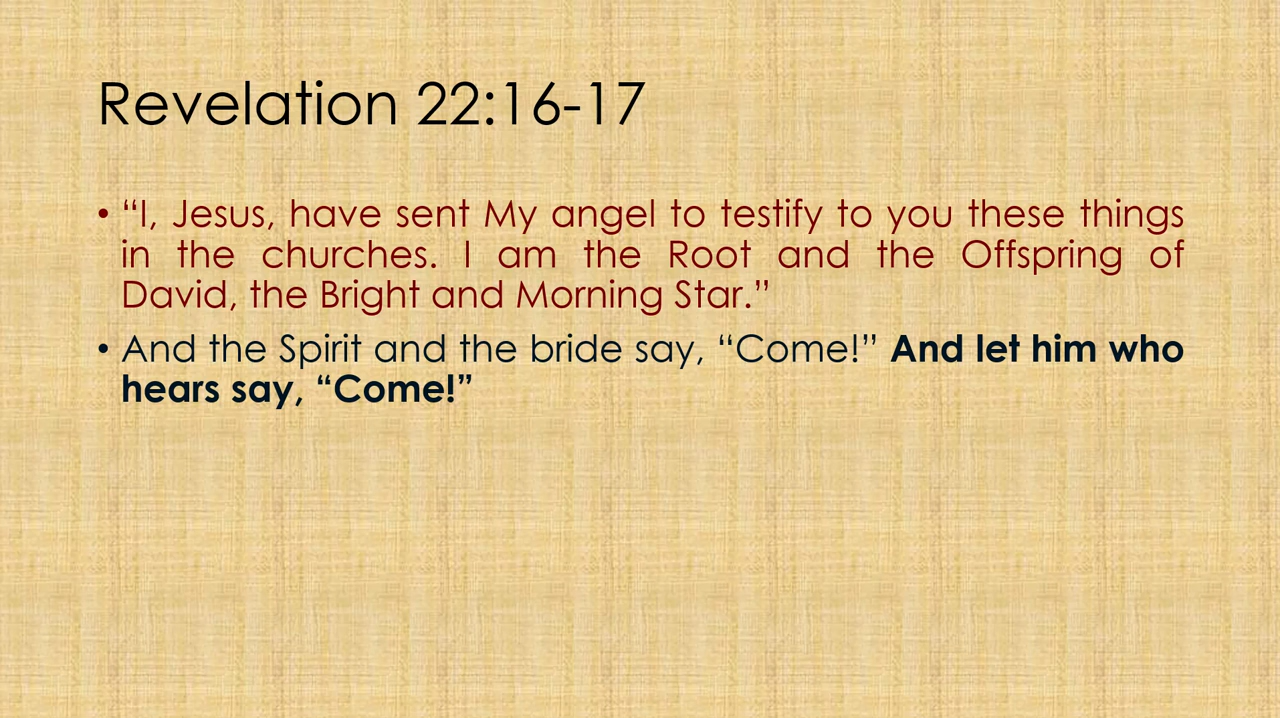 Revelation 22:16-17
• “I, Jesus, have sent My angel to testify to you these things
in the churches. I am the Root and the Offspring of
David, the Bright and Morning Star.”
• And the Spirit and the bride say, “Come!” And let him who
hears say, “Come!”